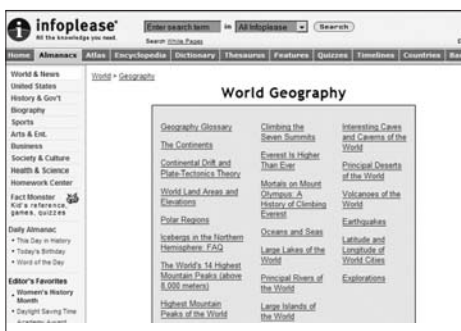 infoplease®
All the knowledge you need.
Enter search term in All Infoplease Search
Search White Pages
Home Almanacs Atlas Encyclopedia Dictionary Thesaurus Features Quizzes Timelines Countries
World & News
United States
History & Gov't
Biography
Sports
Arts & Ent.
Business
Society & Culture
Health & Science
Homework Center
Fact Monster
Kid's reference,
games, quizzes
Daily Almanac
• This Day in History
• Today's Birthday
• Word of the Day
Editor's Favorites
• Women's History
Month
• Daylight Saving Time
Academy Award
World > Geography
World Geography
Geography Glossary
The Continents
Continental Drift and
Plate-Tectonics Theory
World Land Areas and
Elevations
Polar Regions
Icebergs in the Northern
Hemisphere: FAQ
The World's 14 Highest
Mountain Peaks (above
8,000 meters)
Highest Mountain
Peaks of the World
Climbing the
Seven Summits
Everest Is Higher
Than Ever
Mortals on Mount
Olympus: A
History of Climbing
Everest
Oceans and Seas
Large Lakes of the
World
Principal Rivers of
the World
Large Islands of
the World
Interesting Caves
and Caverns of the
World
Principal Deserts
of the World
Volcanoes of the
World
Earthquakes
Latitude and
Longitude of
World Cities
Explorations